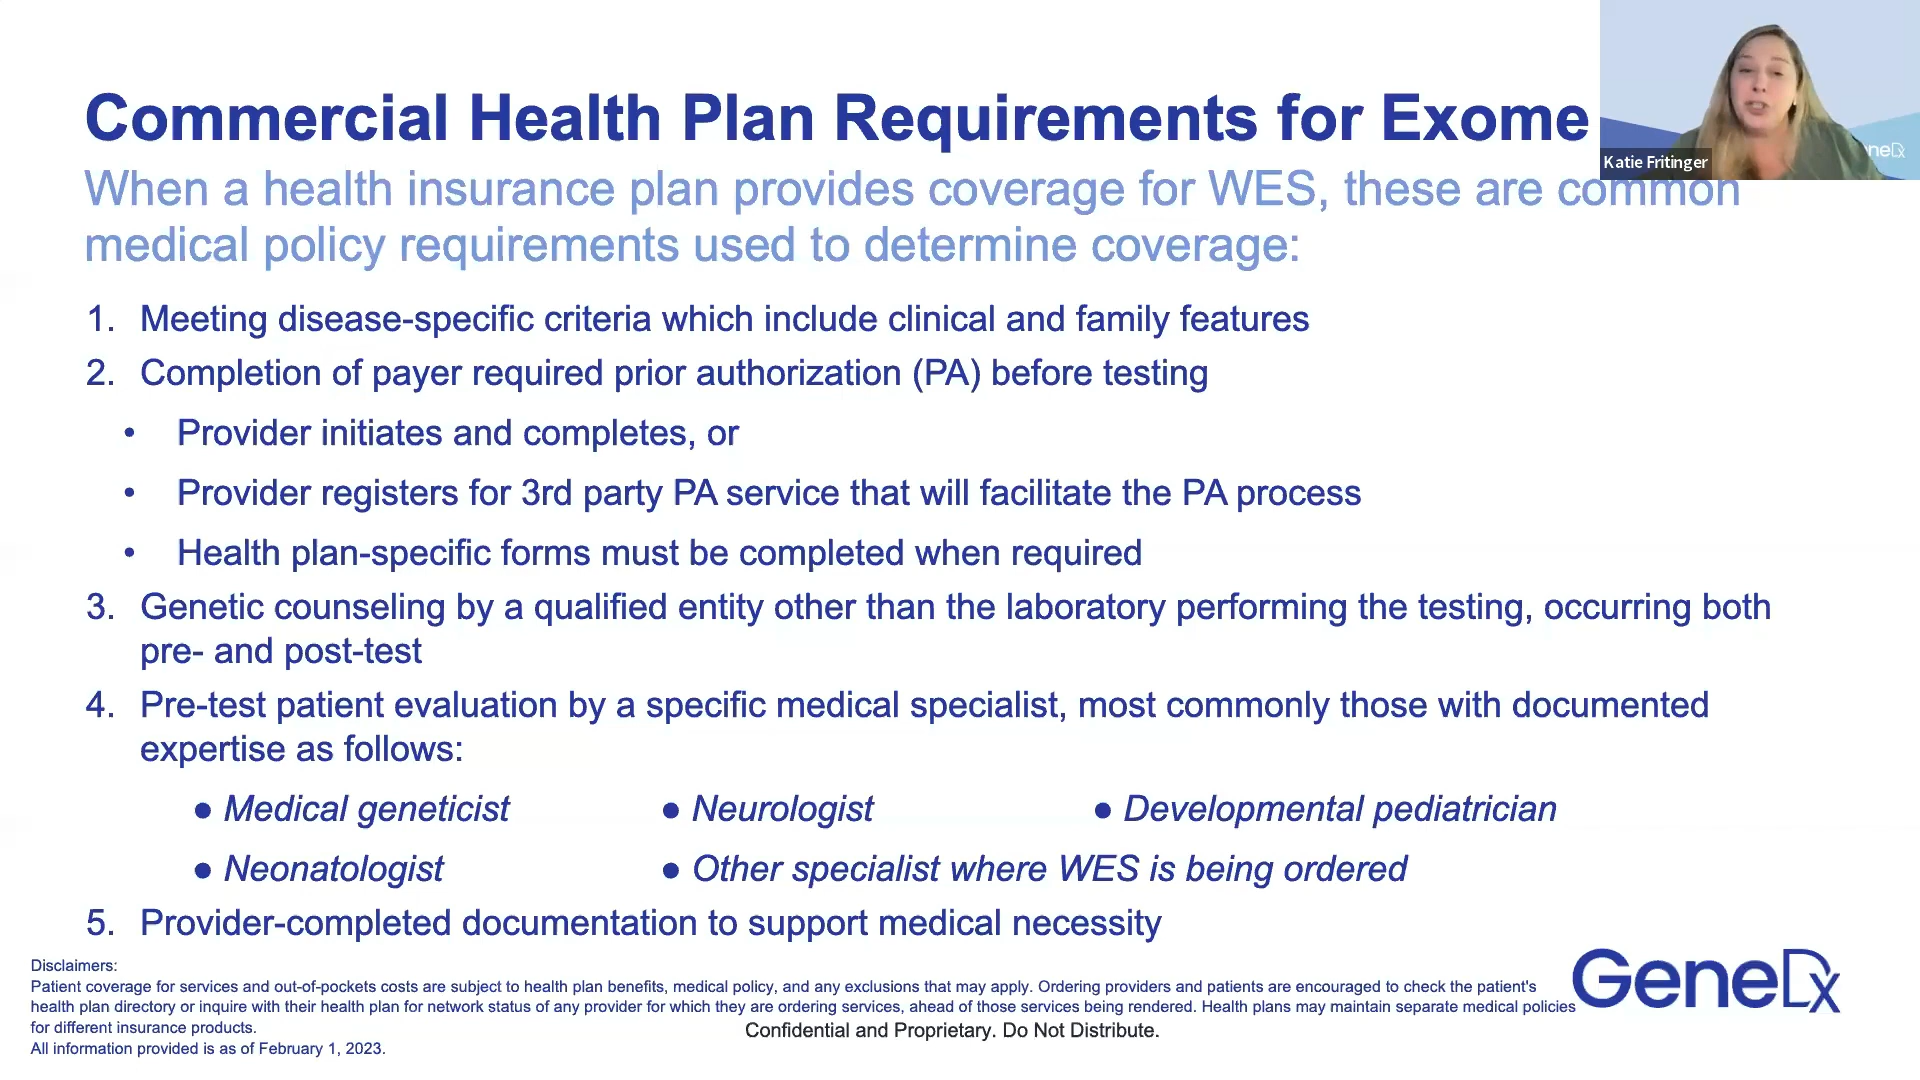 Commercial Health Plan Requirements for Exome
Katie Fritinger
neDx
When a health insurance plan provides coverage for WES, these are common
medical policy requirements used to determine coverage:
1. Meeting disease-specific criteria which include clinical and family features
2. Completion of payer required prior authorization (PA) before testing
• Provider initiates and completes, or
• Provider registers for 3rd party PA service that will facilitate the PA process
• Health plan-specific forms must be completed when required
3. Genetic counseling by a qualified entity other than the laboratory performing the testing, occurring both
pre- and post-test
4. Pre-test patient evaluation by a specific medical specialist, most commonly those with documented
expertise as follows:
● Medical geneticist ● Neurologist ● Developmental pediatrician
● Neonatologist ● Other specialist where WES is being ordered
5. Provider-completed documentation to support medical necessity
Disclaimers:
Patient coverage for services and out-of-pockets costs are subject to health plan benefits, medical policy, and any exclusions that may apply. Ordering providers and patients are encouraged to check the patient's
health plan directory or inquire with their health plan for network status of any provider for which they are ordering services, ahead of those services being rendered. Health plans may maintain separate medical policies
for different insurance products.
All information provided is as of February 1, 2023.
Confidential and Proprietary. Do Not Distribute.
GeneDx